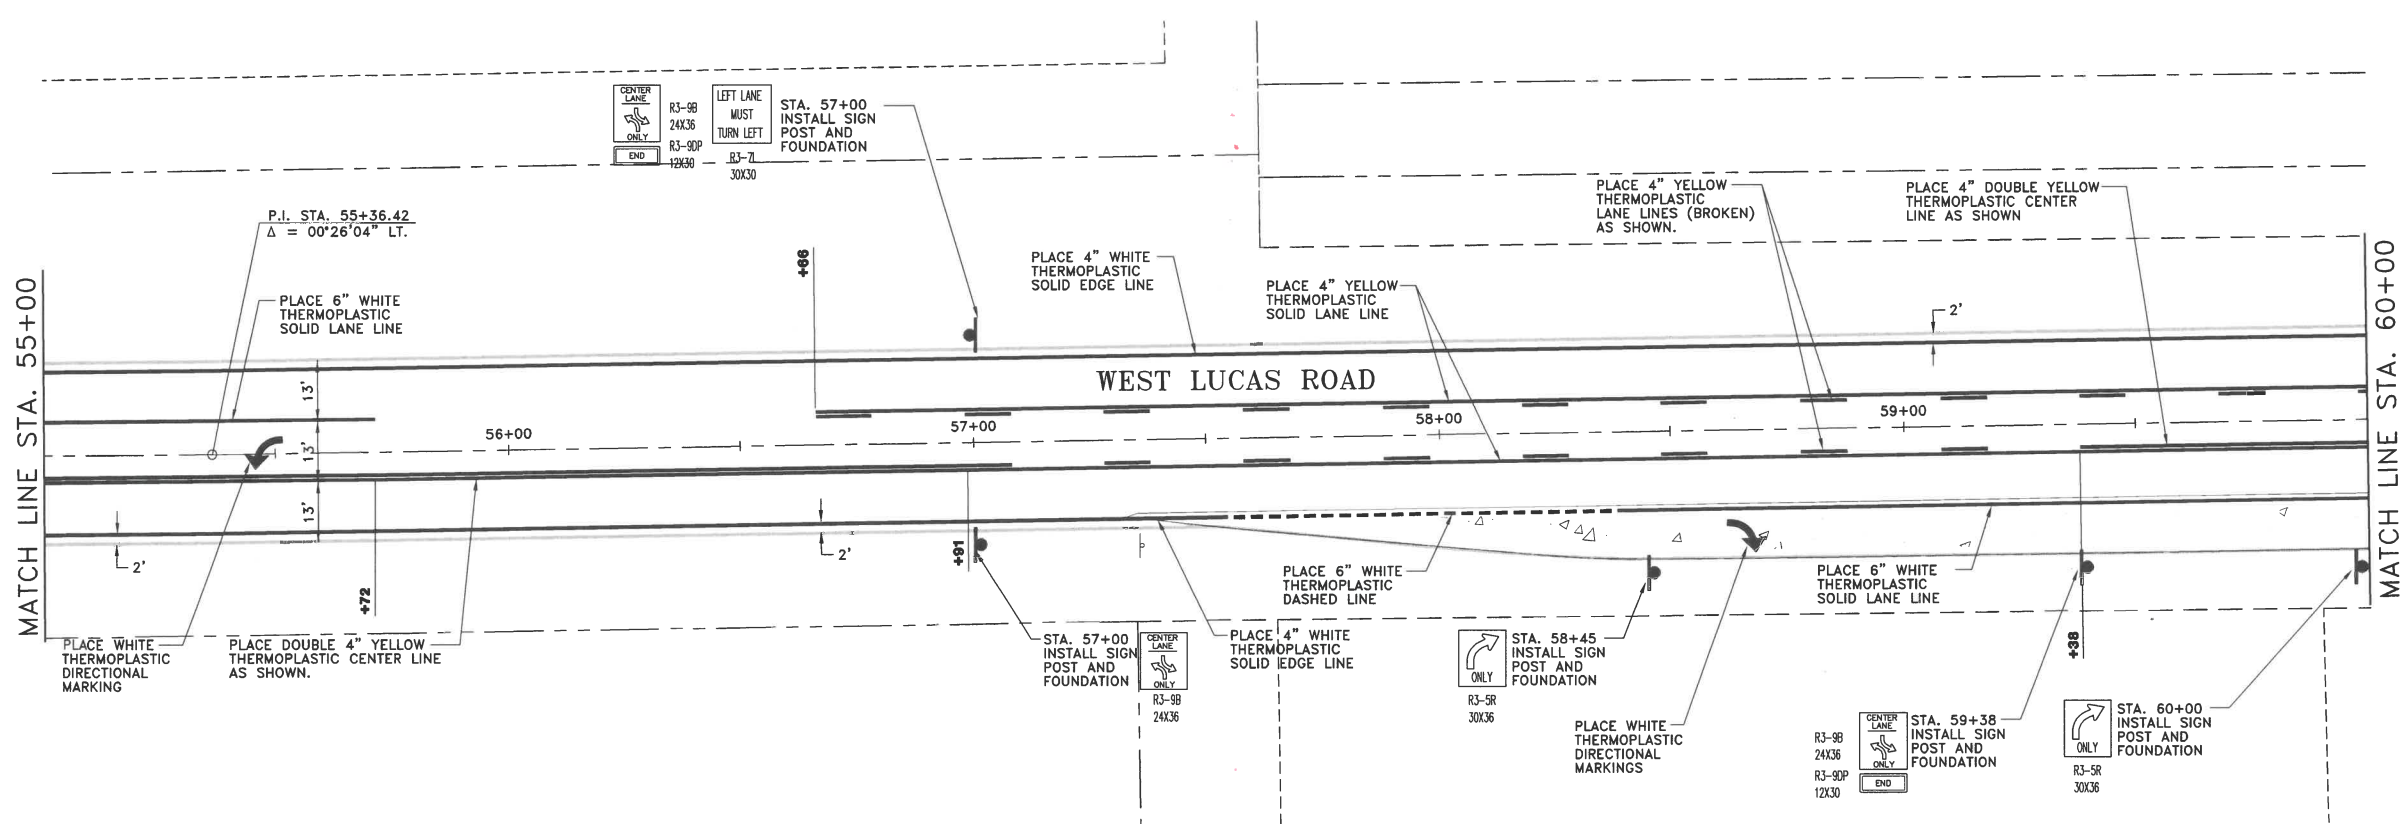 CENTER
LANE
ONLY
END
R3-9B
24X36
R3-9DP
12X30
LEFT LANE
MUST
TURN LEFT
R3-7L
30X30
STA. 57+00
INSTALL SIGN
POST AND
FOUNDATION
P.I. STA. 55+36.42
Δ = 00°26'04" LT.
PLACE 6" WHITE
THERMOPLASTIC
SOLID LANE LINE
+66
PLACE 4" WHITE
THERMOPLASTIC
SOLID EDGE LINE
PLACE 4" YELLOW
THERMOPLASTIC
SOLID LANE LINE
PLACE 4" YELLOW
THERMOPLASTIC
LANE LINES (BROKEN)
AS SHOWN.
PLACE 4" DOUBLE YELLOW
THERMOPLASTIC CENTER
LINE AS SHOWN
2'
MATCH LINE STA. 55+00
MATCH LINE STA. 60+00
WEST LUCAS ROAD
13'
13'
13'
56+00
57+00
58+00
59+00
2'
2'
+72
+91
+38
PLACE WHITE
THERMOPLASTIC
DIRECTIONAL
MARKING
PLACE DOUBLE 4" YELLOW
THERMOPLASTIC CENTER LINE
AS SHOWN.
STA. 57+00
INSTALL SIGN
POST AND
FOUNDATION
CENTER
LANE
ONLY
R3-9B
24X36
PLACE 4" WHITE
THERMOPLASTIC
SOLID EDGE LINE
PLACE 6" WHITE
THERMOPLASTIC
DASHED LINE
ONLY
R3-5R
30X36
STA. 58+45
INSTALL SIGN
POST AND
FOUNDATION
PLACE WHITE
THERMOPLASTIC
DIRECTIONAL
MARKINGS
PLACE 6" WHITE
THERMOPLASTIC
SOLID LANE LINE
R3-9B
24X36
R3-9DP
12X30
CENTER
LANE
ONLY
END
STA. 59+38
INSTALL SIGN
POST AND
FOUNDATION
ONLY
R3-5R
30X36
STA. 60+00
INSTALL SIGN
POST AND
FOUNDATION